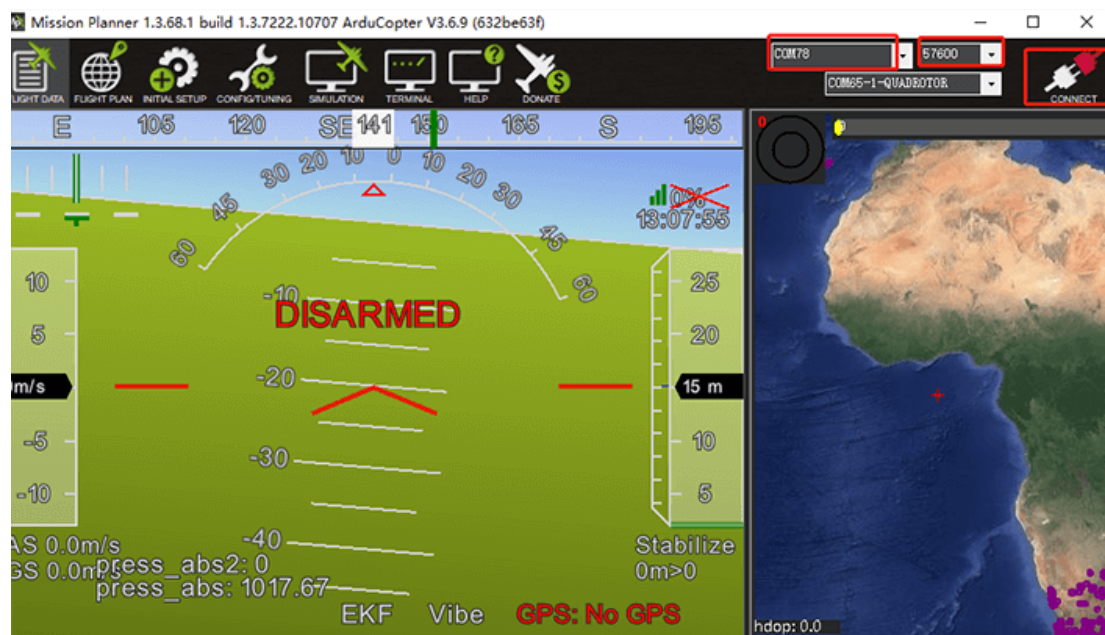 Mission Planner 1.3.68.1 build 1.3.7222.10707 ArduCopter V3.6.9 (632be63f)
COM78 57600
COM65-1-QUADROTOR
LIGHT DATA FLIGHT PLAN INITIAL SETUP CONFIG/TUNING SIMULATION TERMINAL HELP DONATE CONNECT
E 105 120 SE 141 150 165 S 195
60 45 30 20 10 0 10 20 30 45 60
0%
13:07:55
10
5
-5
-10
m/s
-10
DISARMED
-20
-30
-40
25
20
15 m
10
5
AS 0.0m/s
GS 0.0m/s
press_abs2: 0
press_abs: 1017.67
Stabilize
0m>0
EKF Vibe GPS: No GPS
0
hdop: 0.0